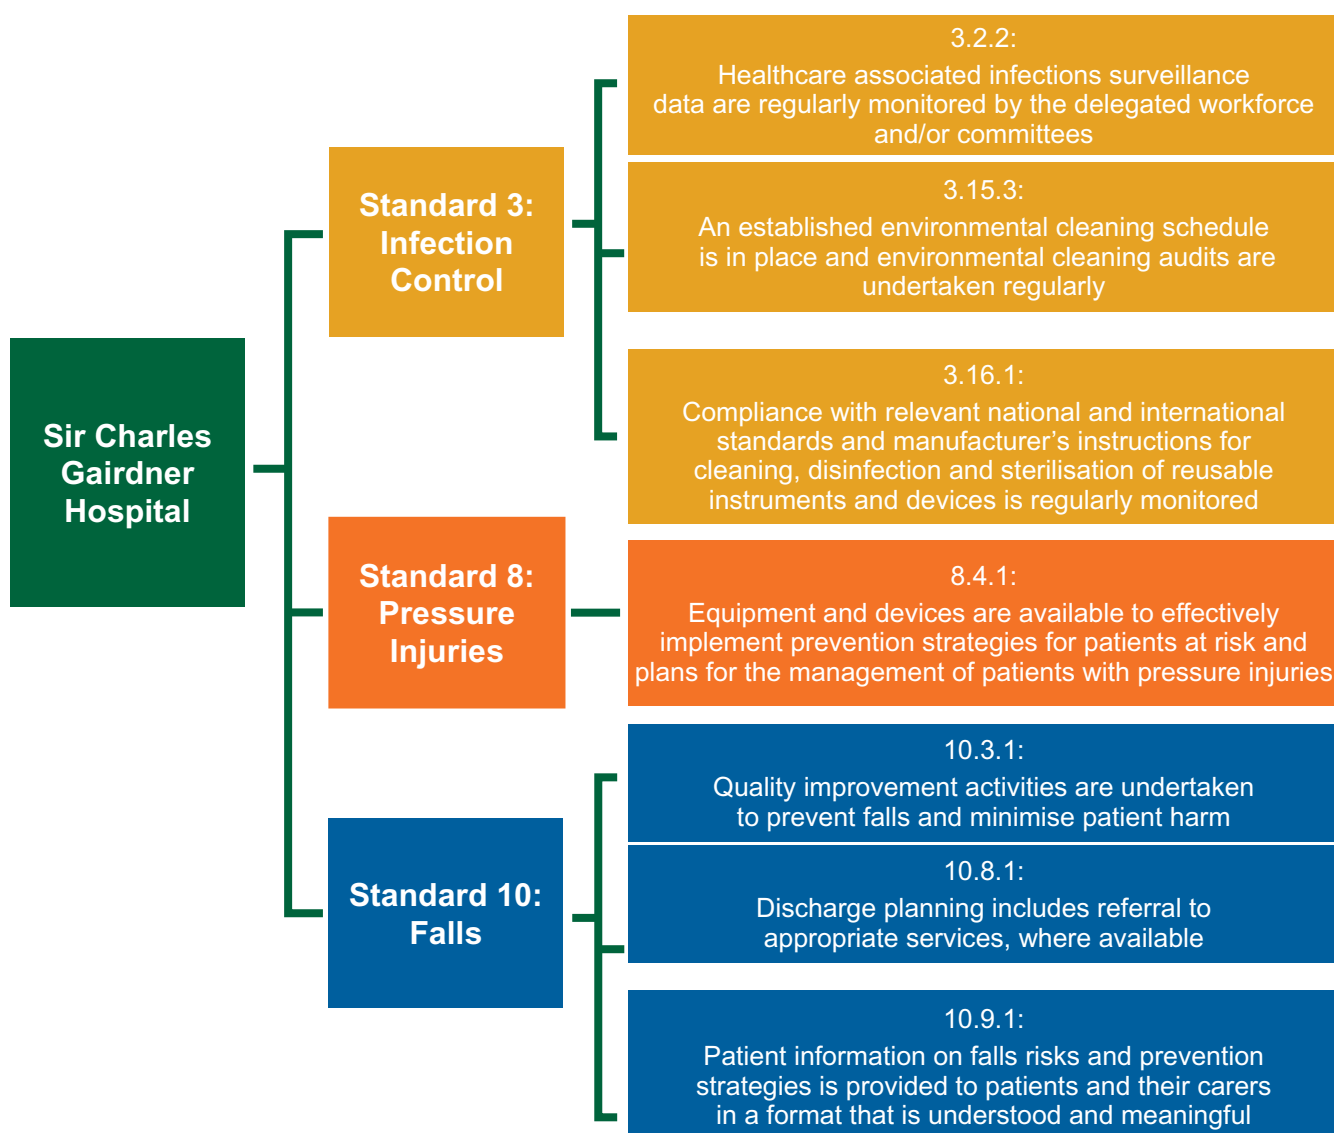 Sir Charles
Gairdner
Hospital
Standard 3:
Infection
Control
3.2.2:
Healthcare associated infections surveillance
data are regularly monitored by the delegated workforce
and/or committees
3.15.3:
An established environmental cleaning schedule
is in place and environmental cleaning audits are
undertaken regularly
3.16.1:
Compliance with relevant national and international
standards and manufacturer’s instructions for
cleaning, disinfection and sterilisation of reusable
instruments and devices is regularly monitored
Standard 8:
Pressure
Injuries
8.4.1:
Equipment and devices are available to effectively
implement prevention strategies for patients at risk and
plans for the management of patients with pressure injuries
Standard 10:
Falls
10.3.1:
Quality improvement activities are undertaken
to prevent falls and minimise patient harm
10.8.1:
Discharge planning includes referral to
appropriate services, where available
10.9.1:
Patient information on falls risks and prevention
strategies is provided to patients and their carers
in a format that is understood and meaningful